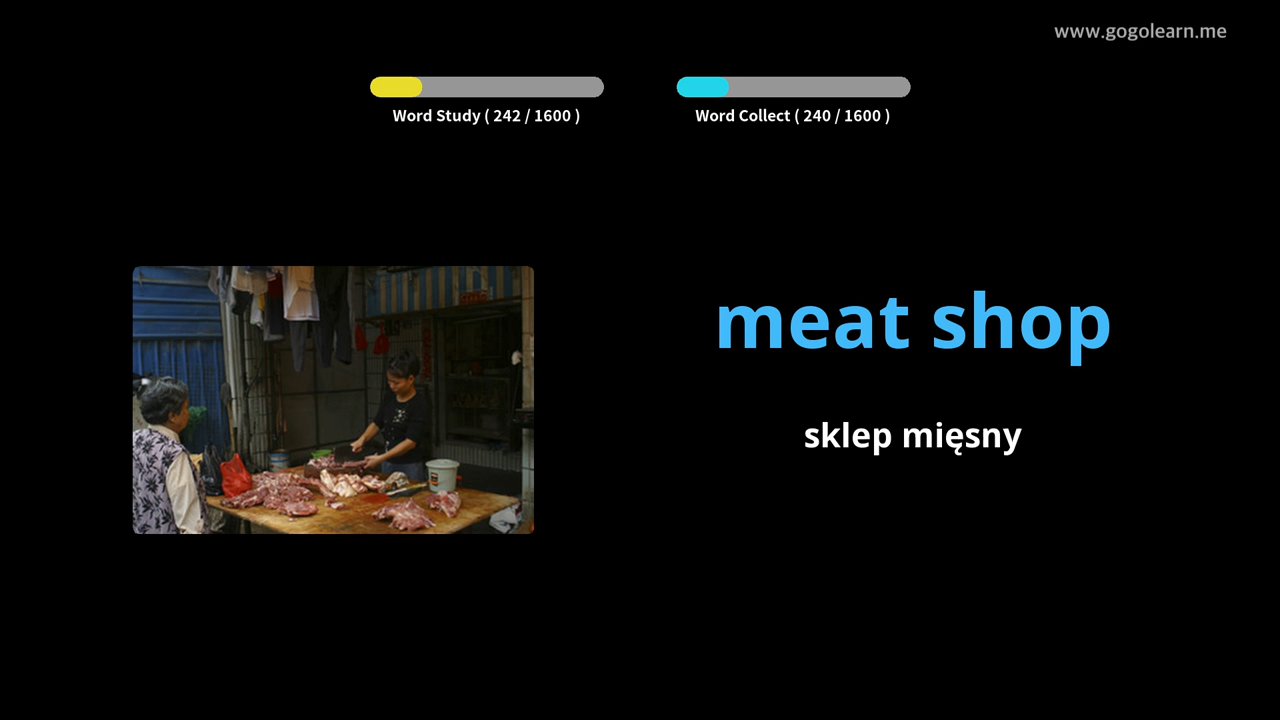 www.gogolearn.me
Word Study ( 242 / 1600 )
Word Collect ( 240 / 1600 )
meat shop
sklep mięsny